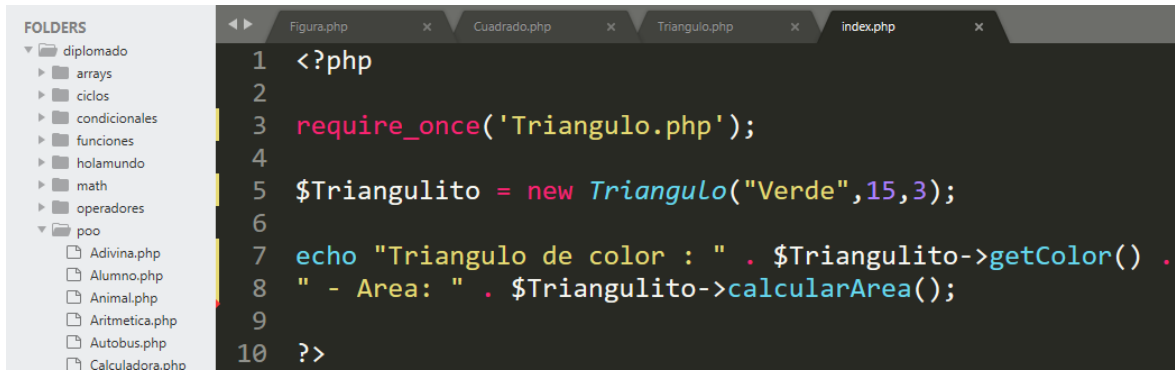 FOLDERS
diplomado
arrays
ciclos
condicionales
funciones
holamundo
math
operadores
poo
Adivina.php
Alumno.php
Animal.php
Aritmetica.php
Autobus.php
Calculadora.php
Figura.php × Cuadrado.php × Triangulo.php × index.php ×
1 <?php
2
3 require_once('Triangulo.php');
4
5 $Triangulito = new Triangulo("Verde",15,3);
6
7 echo "Triangulo de color : " . $Triangulito->getColor() .
8 " - Area: " . $Triangulito->calcularArea();
9
10 ?>